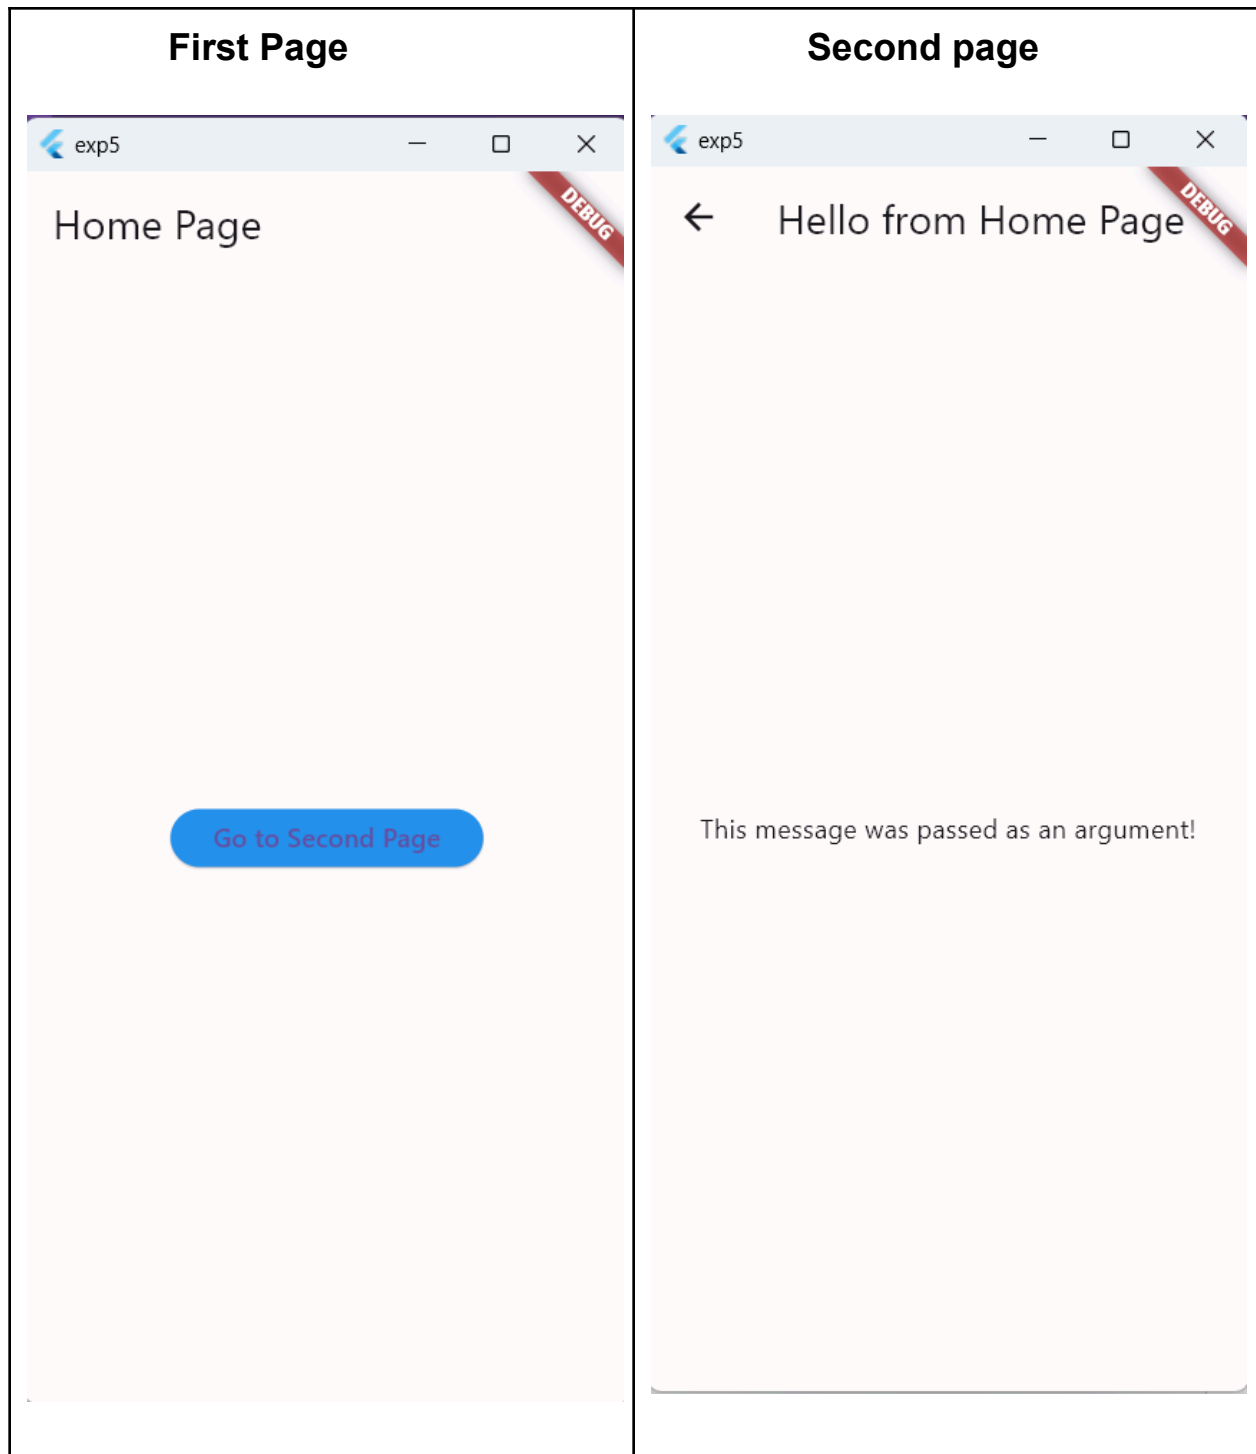 First Page
exp5
DEBUG
Home Page
Go to Second Page
Second page
exp5
DEBUG
Hello from Home Page
This message was passed as an argument!